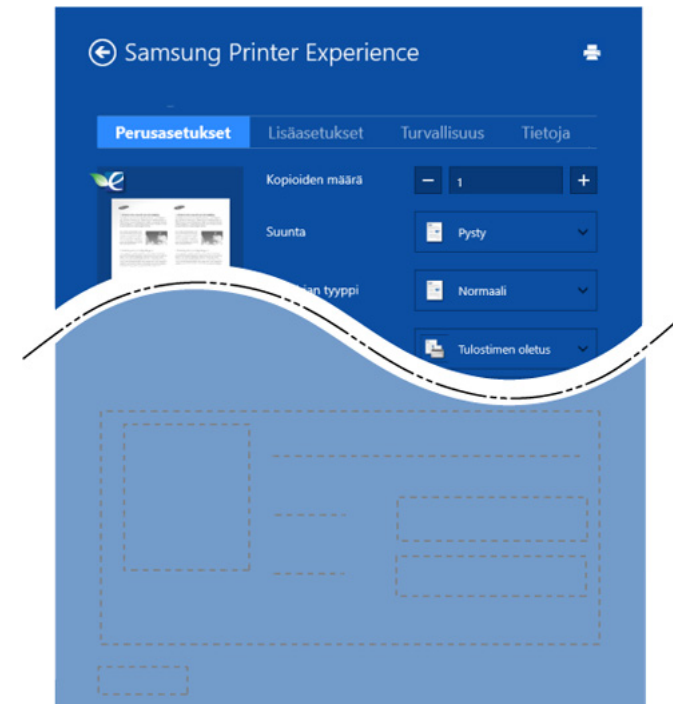 Samsung Printer Experience
Perusasetukset Lisäasetukset Turvallisuus Tietoja
Kopioiden määrä 1
Suunta Pysty
tyyppi Normaali
Tulostimen oletus